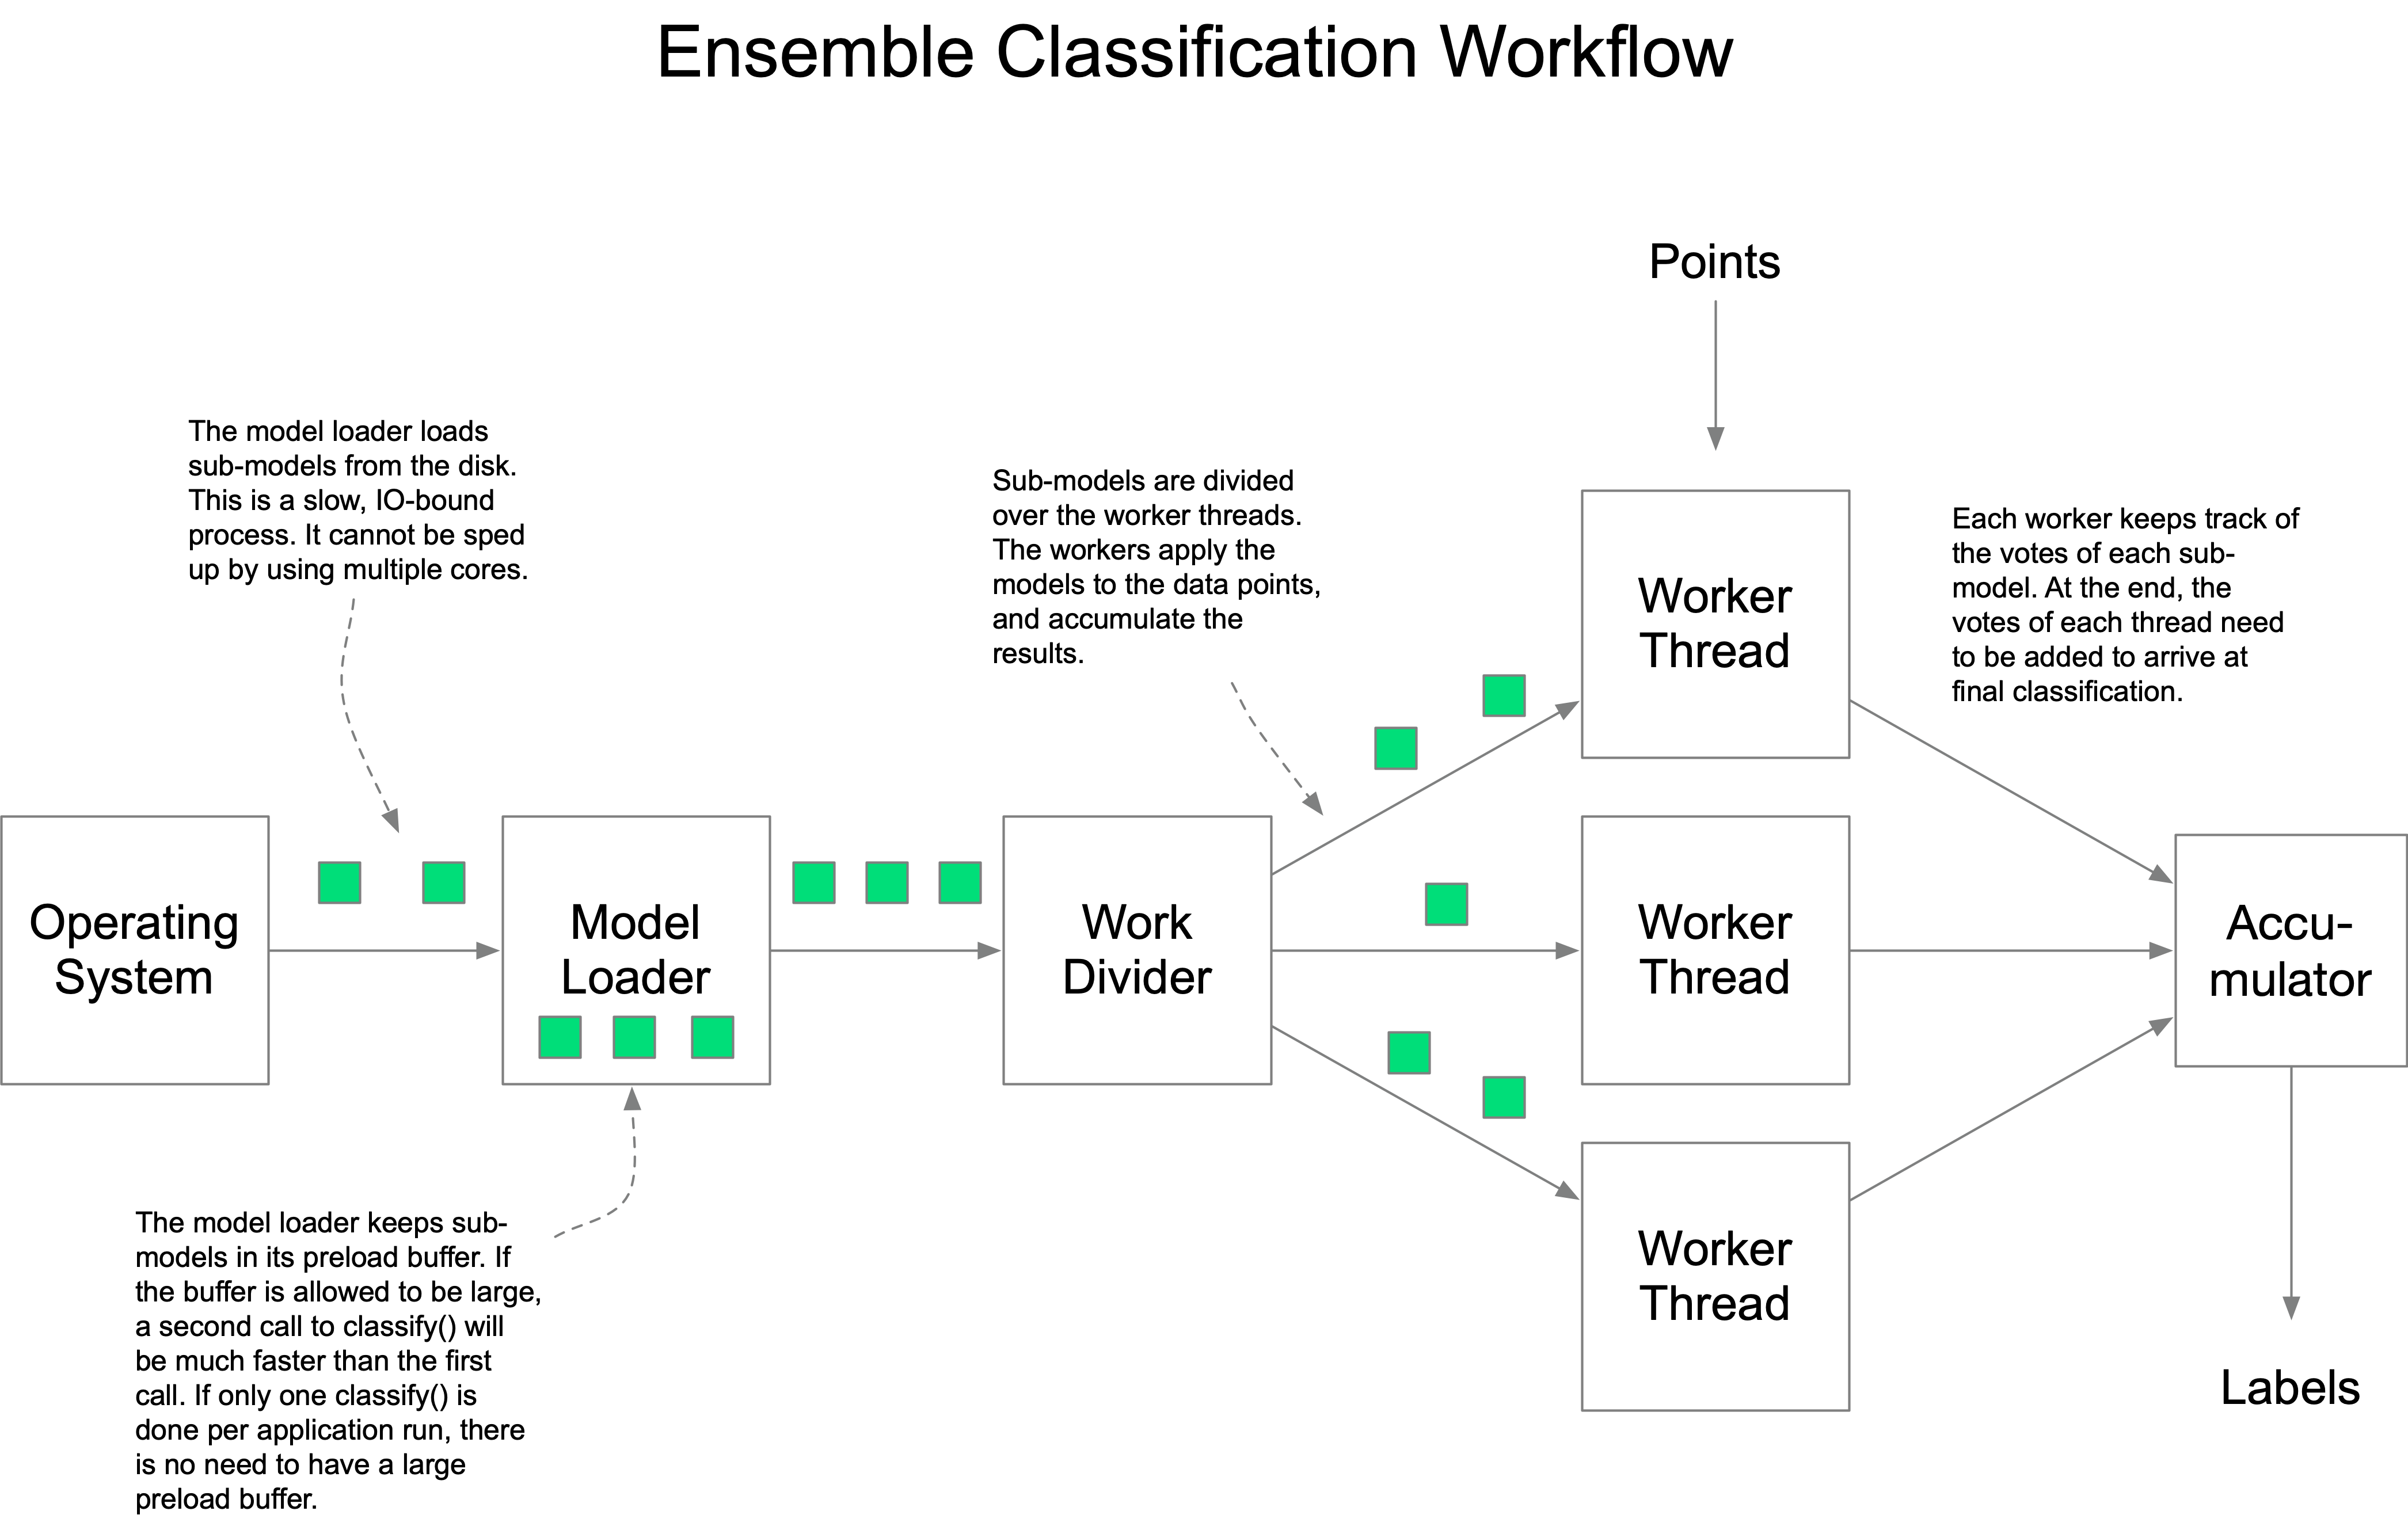 Ensemble Classification Workflow
Points
The model loader loads
sub-models from the disk.
This is a slow, IO-bound
process. It cannot be sped
up by using multiple cores.
Sub-models are divided
over the worker threads.
The workers apply the
models to the data points,
and accumulate the
results.
Worker
Thread
Each worker keeps track of
the votes of each sub-
model. At the end, the
votes of each thread need
to be added to arrive at
final classification.
Operating
System
Model
Loader
Work
Divider
Worker
Thread
Accu-
mulator
The model loader keeps sub-
models in its preload buffer. If
the buffer is allowed to be large,
a second call to classify() will
be much faster than the first
call. If only one classify() is
done per application run, there
is no need to have a large
preload buffer.
Worker
Thread
Labels